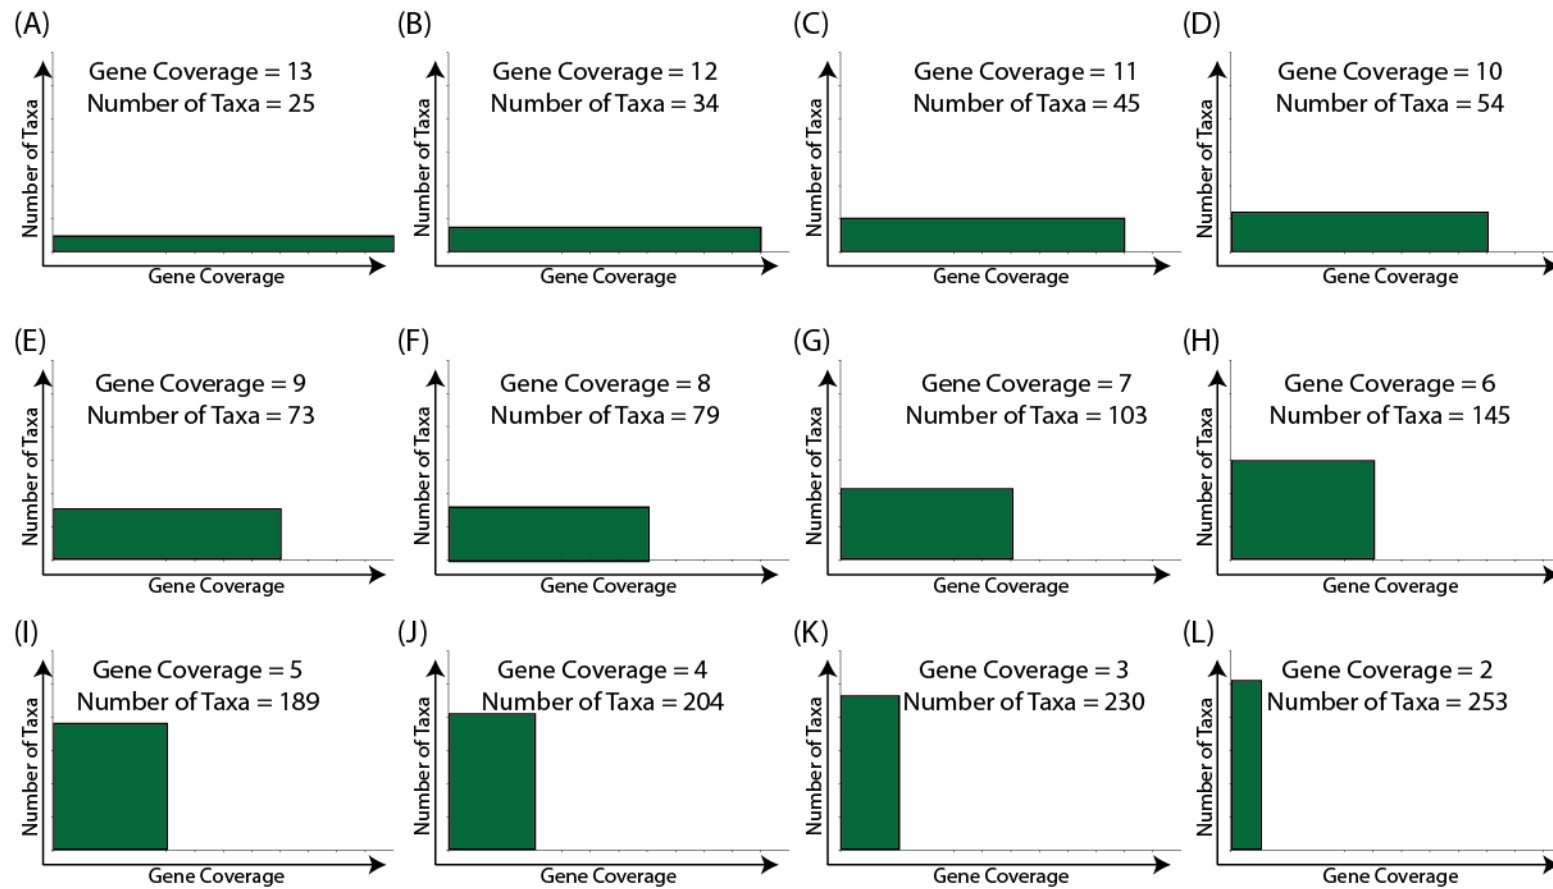 (A)
Gene Coverage = 13
Number of Taxa = 25
Number of Taxa
Gene Coverage
(B)
Gene Coverage = 12
Number of Taxa = 34
Number of Taxa
Gene Coverage
(C)
Gene Coverage = 11
Number of Taxa = 45
Number of Taxa
Gene Coverage
(D)
Gene Coverage = 10
Number of Taxa = 54
Number of Taxa
Gene Coverage
(E)
Gene Coverage = 9
Number of Taxa = 73
Number of Taxa
Gene Coverage
(F)
Gene Coverage = 8
Number of Taxa = 79
Number of Taxa
Gene Coverage
(G)
Gene Coverage = 7
Number of Taxa = 103
Number of Taxa
Gene Coverage
(H)
Gene Coverage = 6
Number of Taxa = 145
Number of Taxa
Gene Coverage
(I)
Gene Coverage = 5
Number of Taxa = 189
Number of Taxa
Gene Coverage
(J)
Gene Coverage = 4
Number of Taxa = 204
Number of Taxa
Gene Coverage
(K)
Gene Coverage = 3
Number of Taxa = 230
Number of Taxa
Gene Coverage
(L)
Gene Coverage = 2
Number of Taxa = 253
Number of Taxa
Gene Coverage